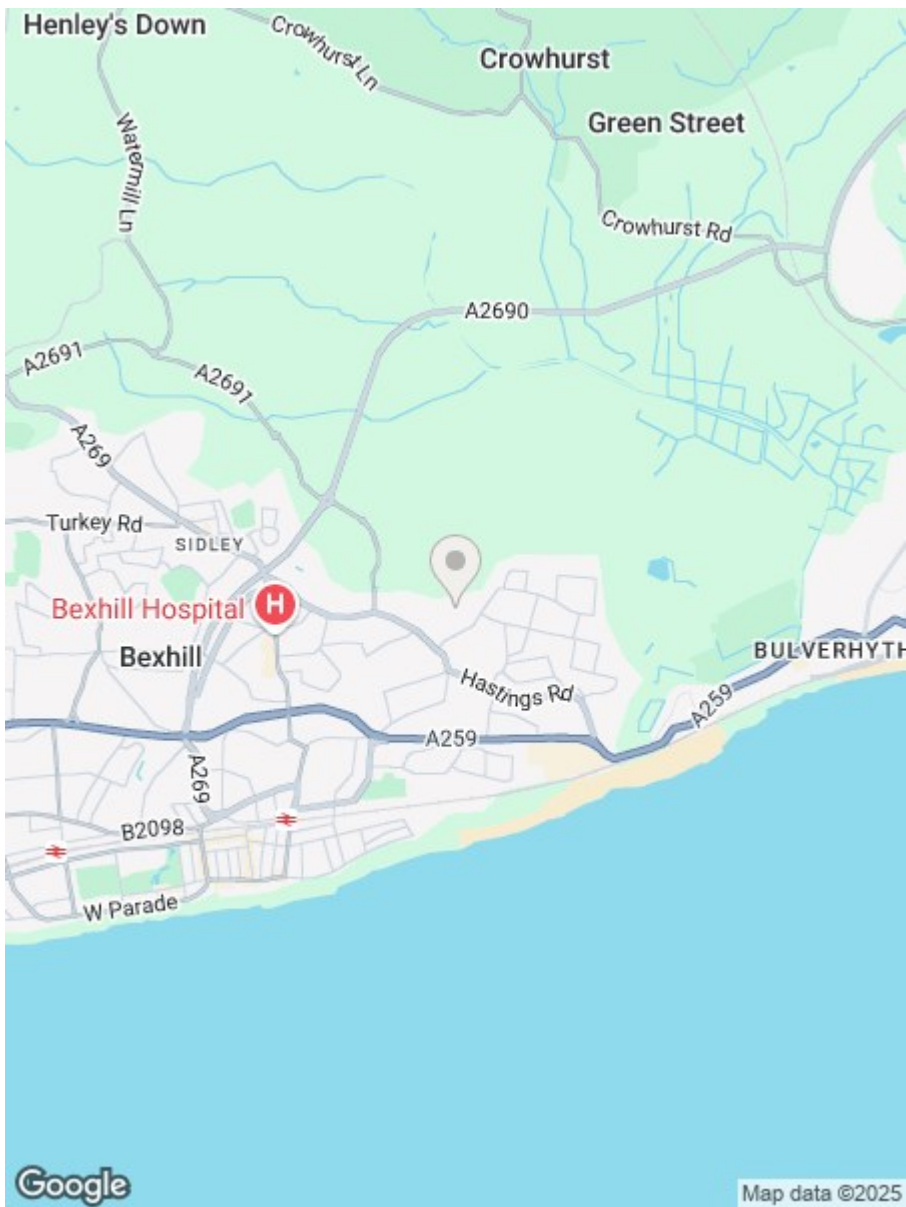 Henley's Down
Crowhurst Ln
Crowhurst
Green Street
Watermill Ln
Crowhurst Rd
A2690
A2691
A2691
A269
Turkey Rd
SIDLEY
Bexhill Hospital
H
Bexhill
Hastings Rd
BULVERHYTH
A259
A259
A269
B2098
W Parade
Google
Map data ©2025